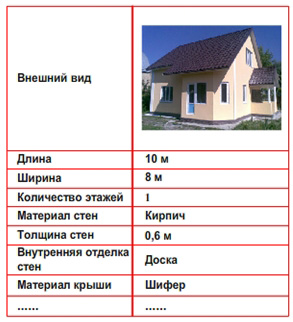 Внешний вид
Длина 10 м
Ширина 8 м
Количество этажей 1
Материал стен Кирпич
Толщина стен 0,6 м
Внутренняя отделка
стен Доска
Материал крыши Шифер
...... ......